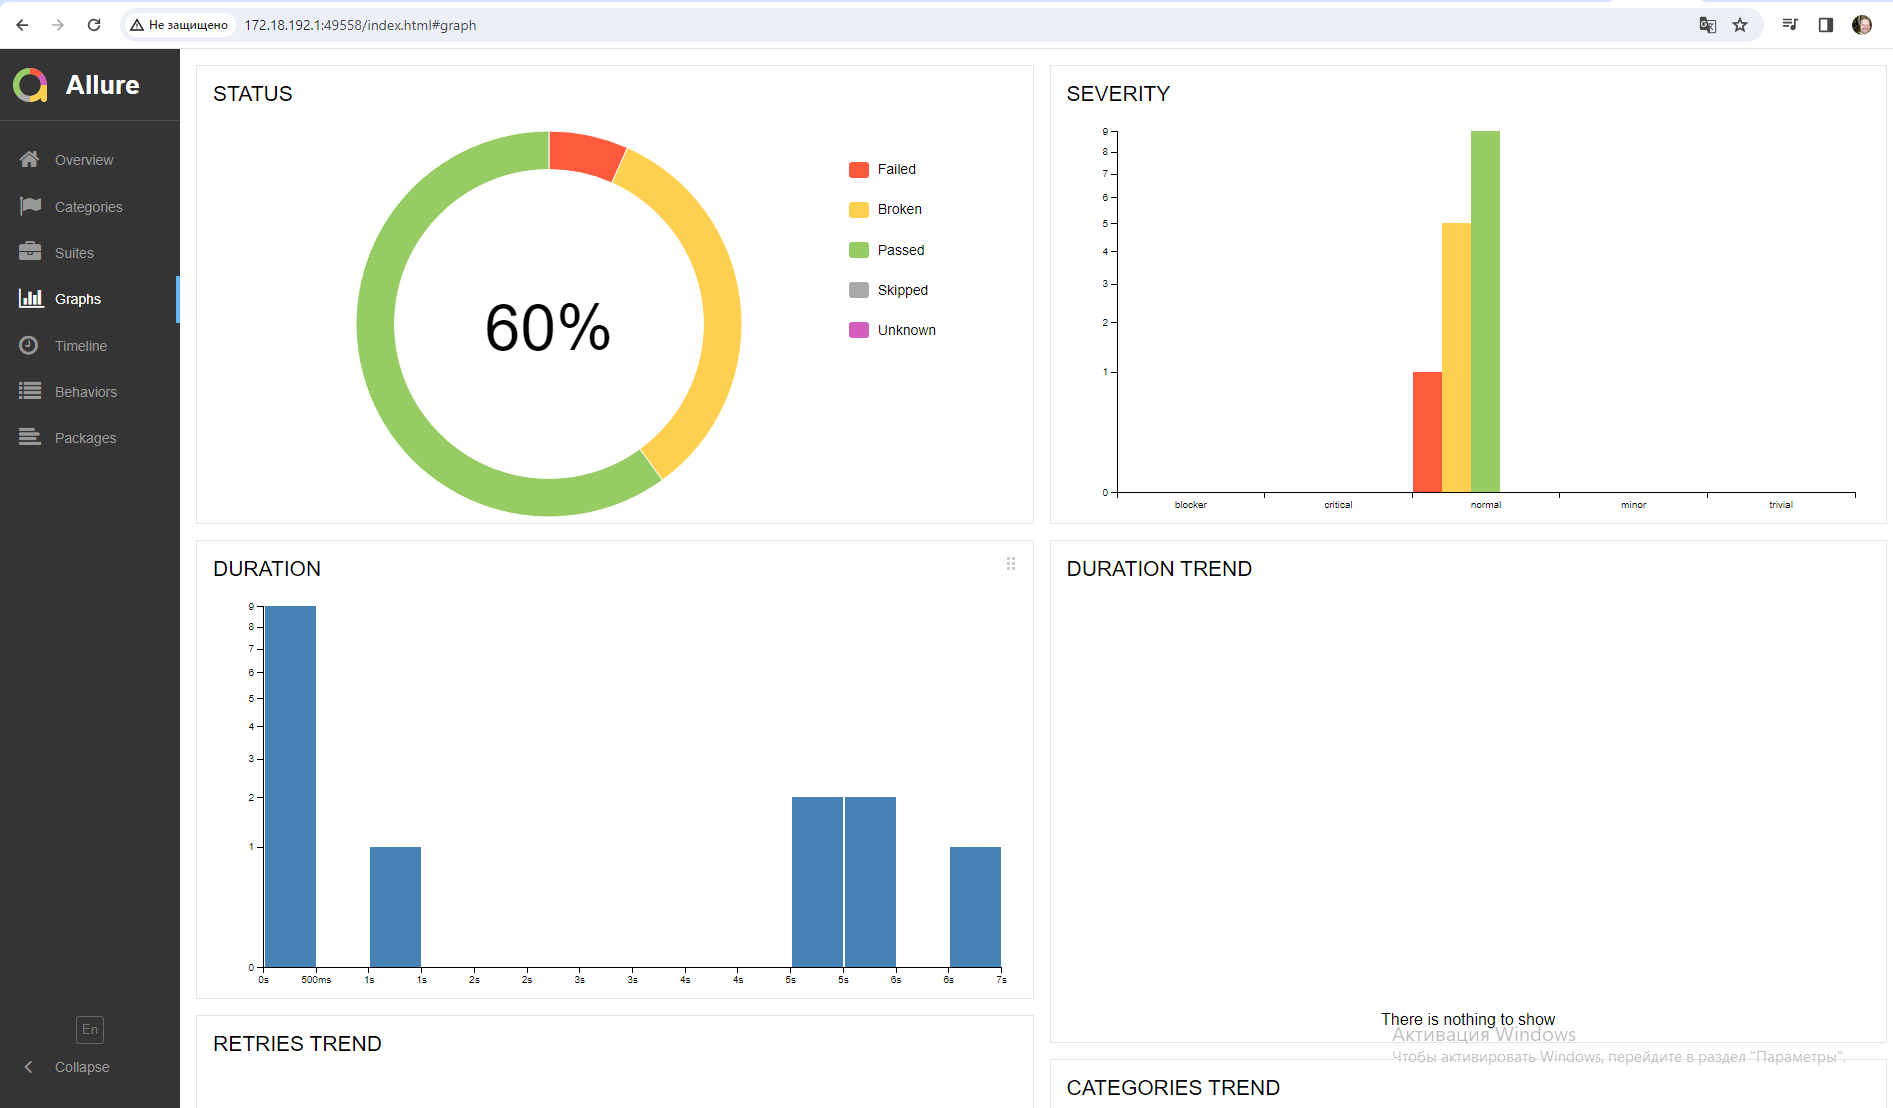 Не защищено
172.18.192.1:49558/index.html#graph
Allure
Overview
Categories
Suites
Graphs
Timeline
Behaviors
Packages
En
Collapse
STATUS
60%
Failed
Broken
Passed
Skipped
Unknown
SEVERITY
9
8
7
6
5
4
3
2
1
0
blocker critical normal minor trivial
DURATION
9
8
7
6
5
4
3
2
1
0
0s 500ms 1s 1s 2s 2s 3s 3s 4s 4s 5s 5s 6s 6s 7s
DURATION TREND
There is nothing to show
Активация Windows
Чтобы активировать Windows, перейдите в раздел "Параметры".
RETRIES TREND
CATEGORIES TREND